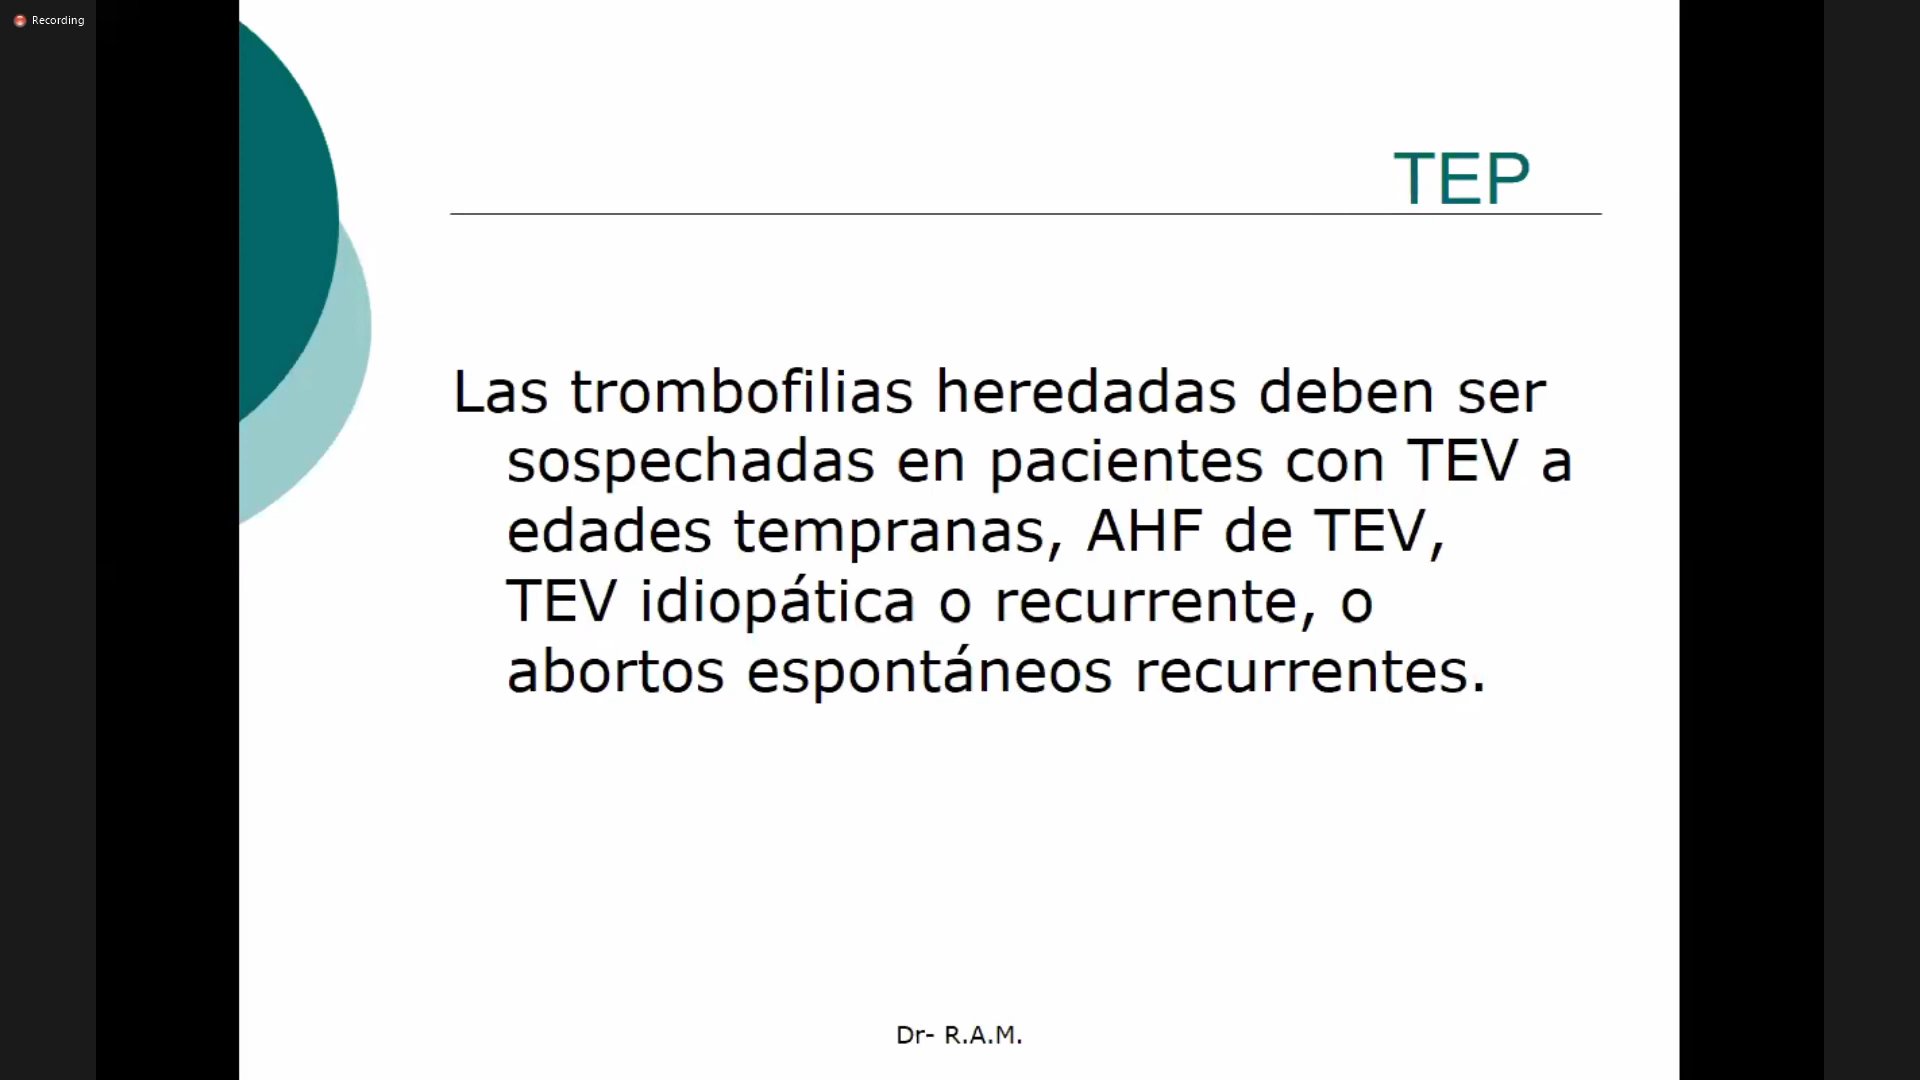 Recording
TEP
Las trombofilias heredadas deben ser
sospechadas en pacientes con TEV a
edades tempranas, AHF de TEV,
TEV idiopática o recurrente, o
abortos espontáneos recurrentes.
Dr- R.A.M.